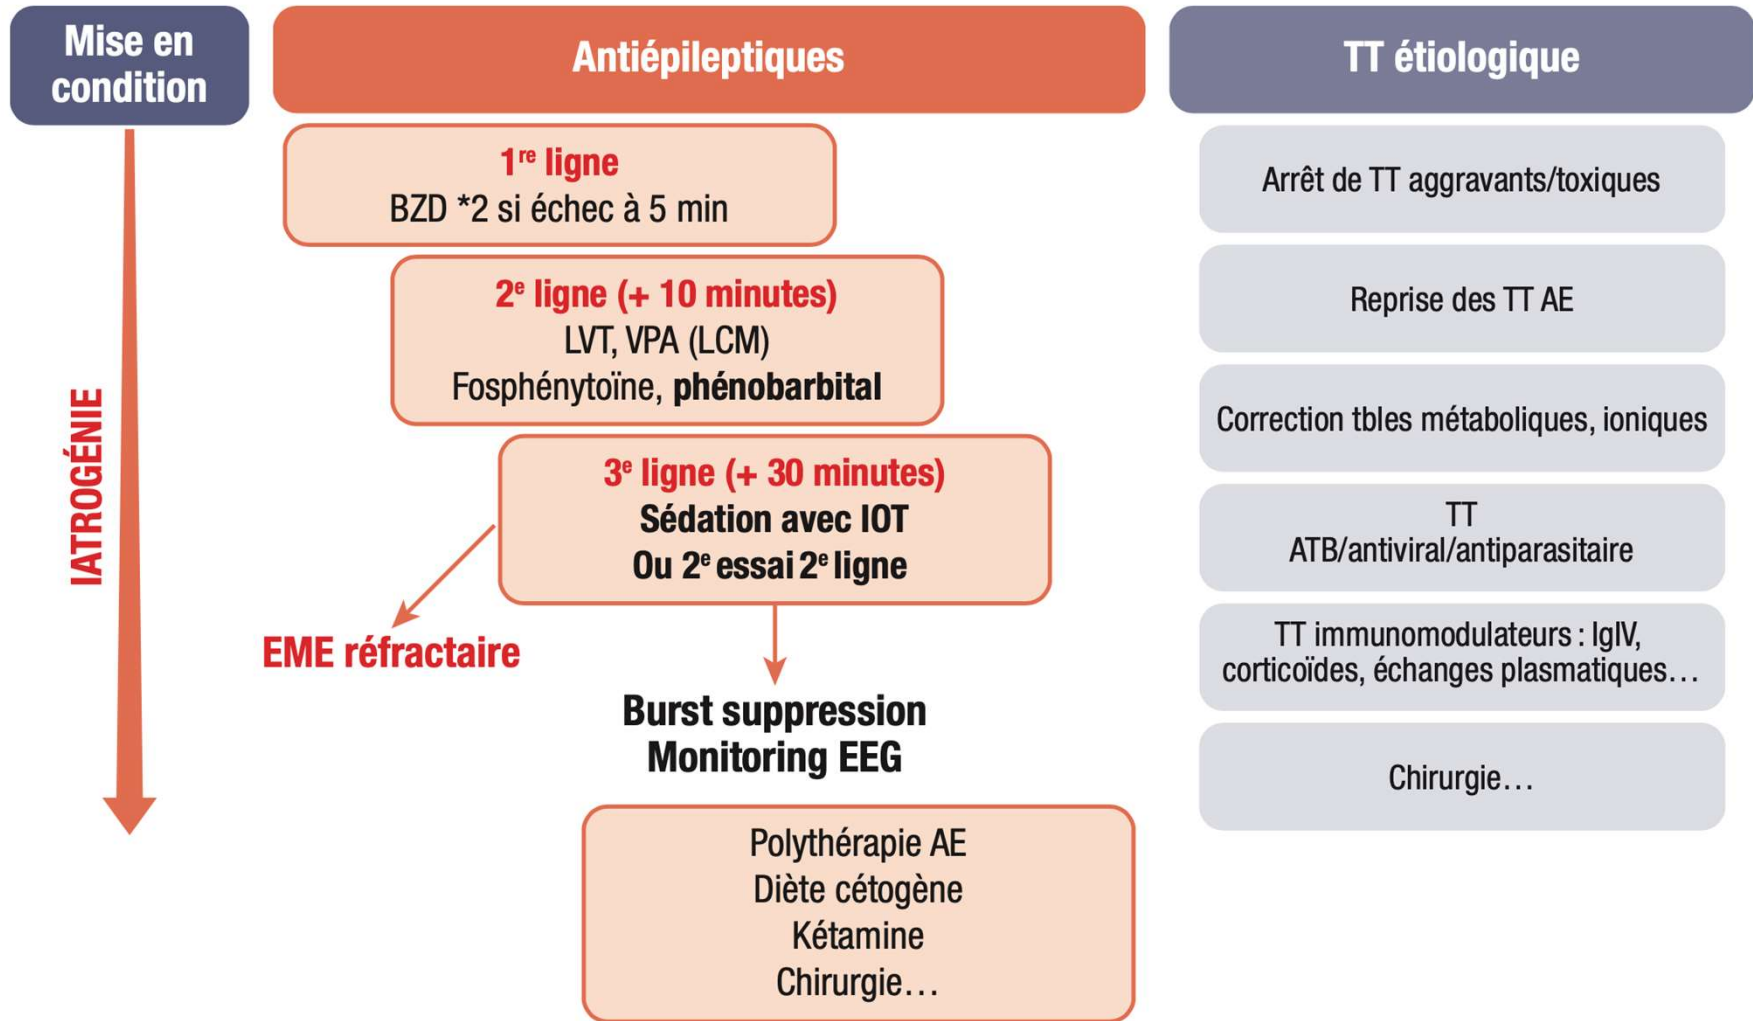 Mise en
condition
IATROGÉNIE
Antiépileptiques
1re ligne
BZD *2 si échec à 5 min
2e ligne (+ 10 minutes)
LVT, VPA (LCM)
Fosphénytoïne, phénobarbital
3e ligne (+ 30 minutes)
Sédation avec IOT
Ou 2e essai 2e ligne
EME réfractaire
Burst suppression
Monitoring EEG
Polythérapie AE
Diète cétogène
Kétamine
Chirurgie…
TT étiologique
Arrêt de TT aggravants/toxiques
Reprise des TT AE
Correction tbles métaboliques, ioniques
TT
ATB/antiviral/antiparasitaire
TT immunomodulateurs : IgIV,
corticoïdes, échanges plasmatiques…
Chirurgie…